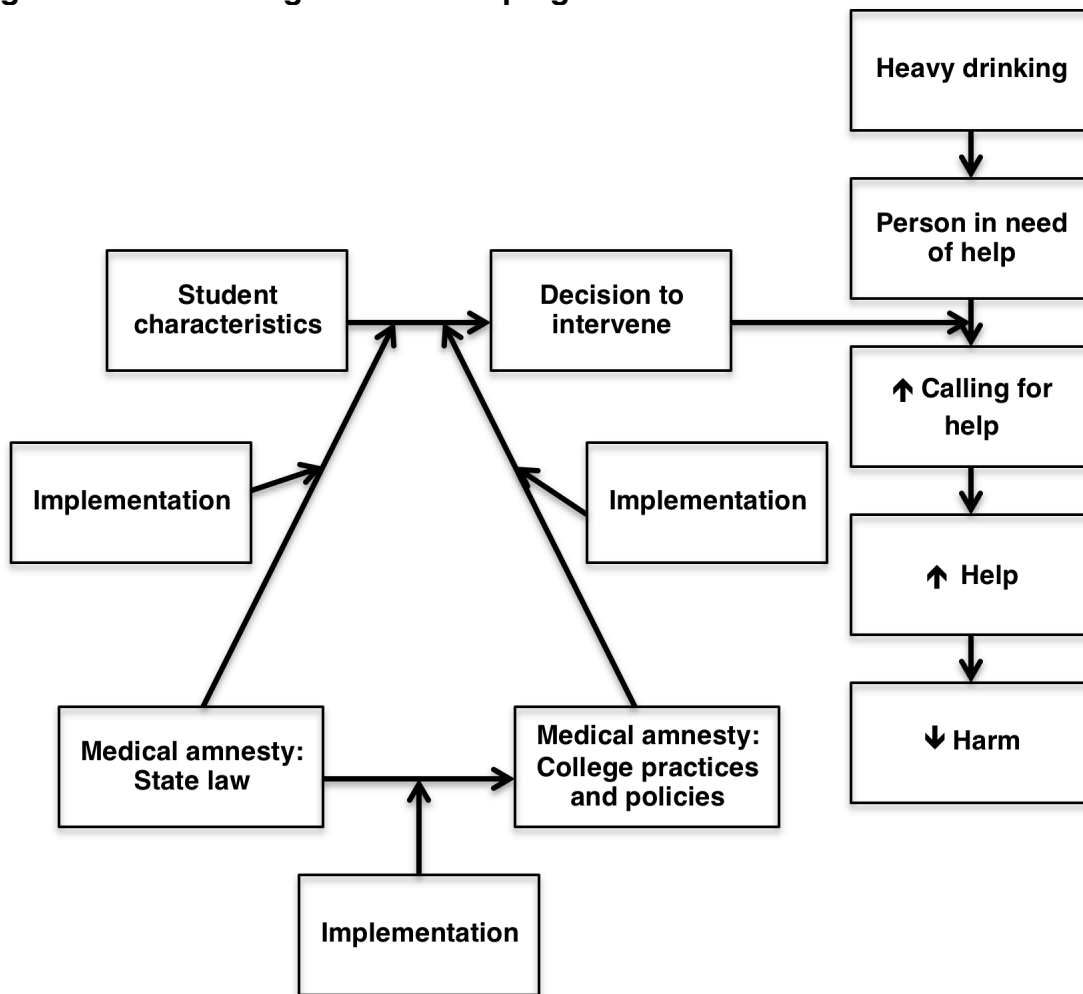 Heavy drinking
Person in need
of help
Student
characteristics
Decision to
intervene
↑ Calling for
help
Implementation
Implementation
↑ Help
Medical amnesty:
State law
Medical amnesty:
College practices
and policies
↓ Harm
Implementation